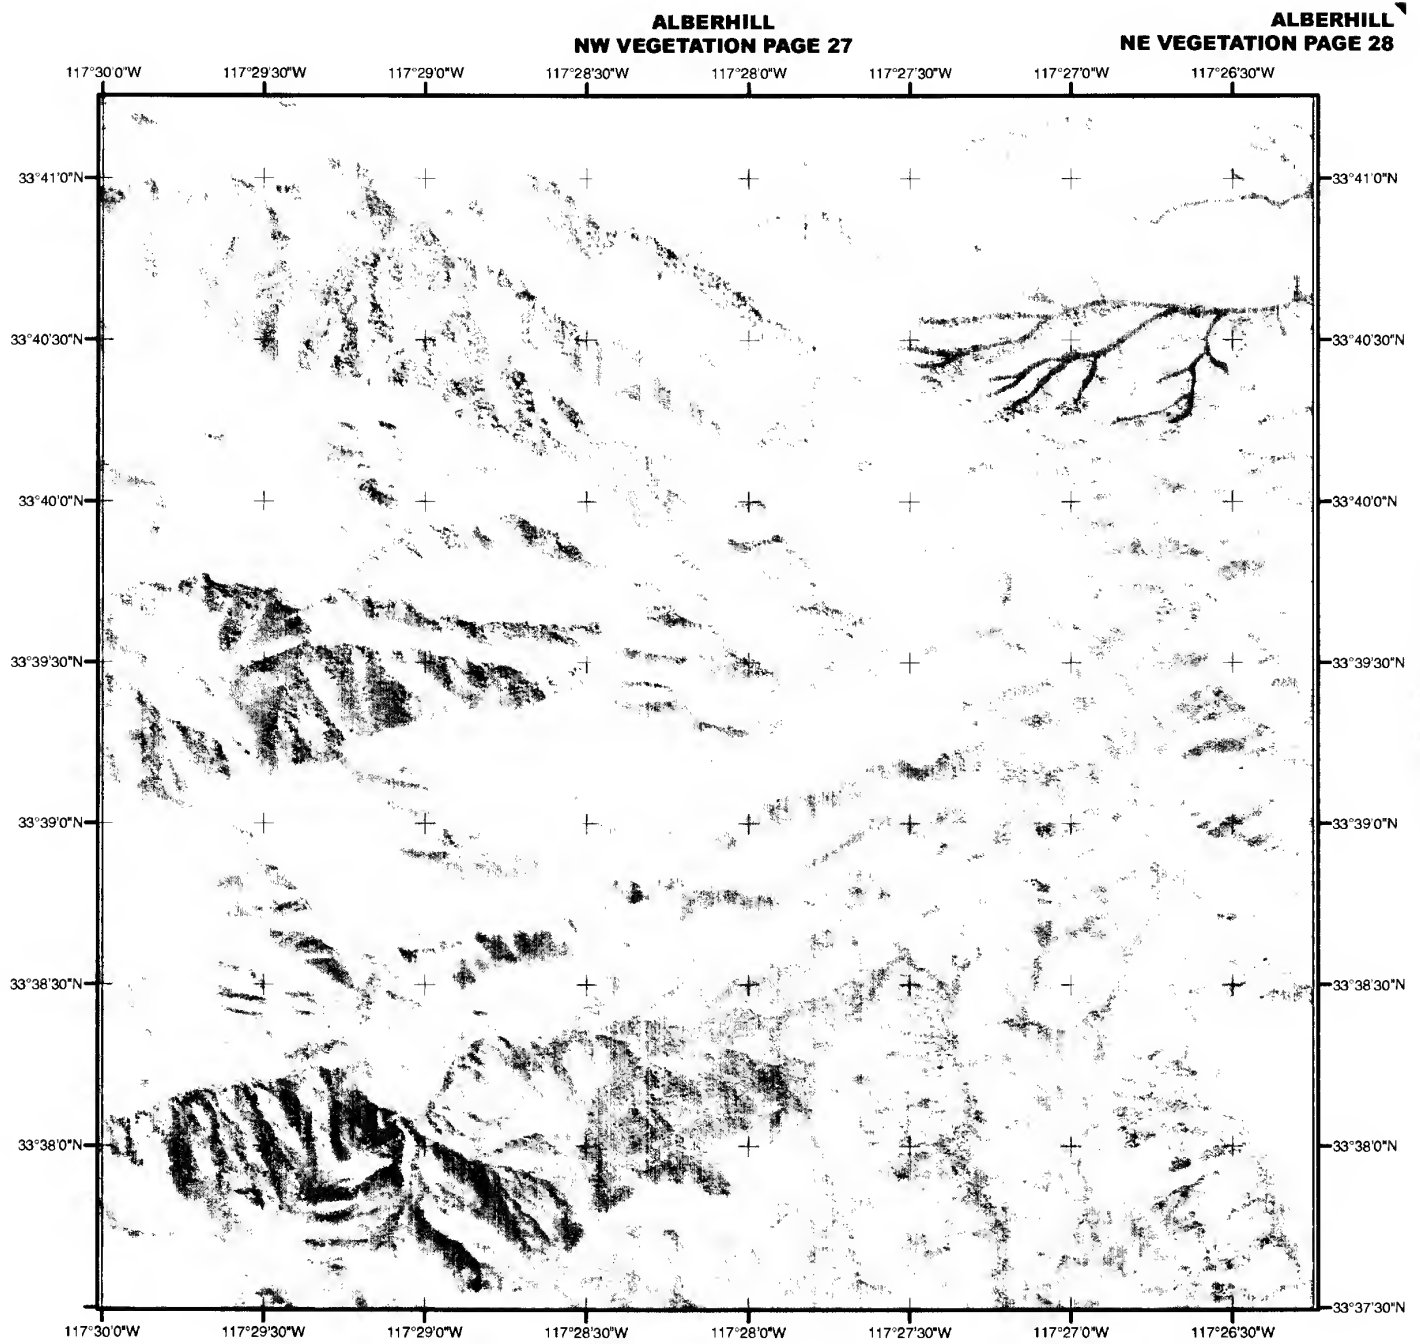 ALBERHILL
NW VEGETATION PAGE 27
ALBERHILL
NE VEGETATION PAGE 28
117°30'0"W 117°29'30"W 117°29'0"W 117°28'30"W 117°28'0"W 117°27'30"W 117°27'0"W 117°26'30"W
33°41'0"N 33°41'0"N
33°40'30"N 33°40'30"N
33°40'0"N 33°40'0"N
33°39'30"N 33°39'30"N
33°39'0"N 33°39'0"N
33°38'30"N 33°38'30"N
33°38'0"N 33°38'0"N
33°37'30"N
117°30'0"W 117°29'30"W 117°29'0"W 117°28'30"W 117°28'0"W 117°27'30"W 117°27'0"W 117°26'30"W